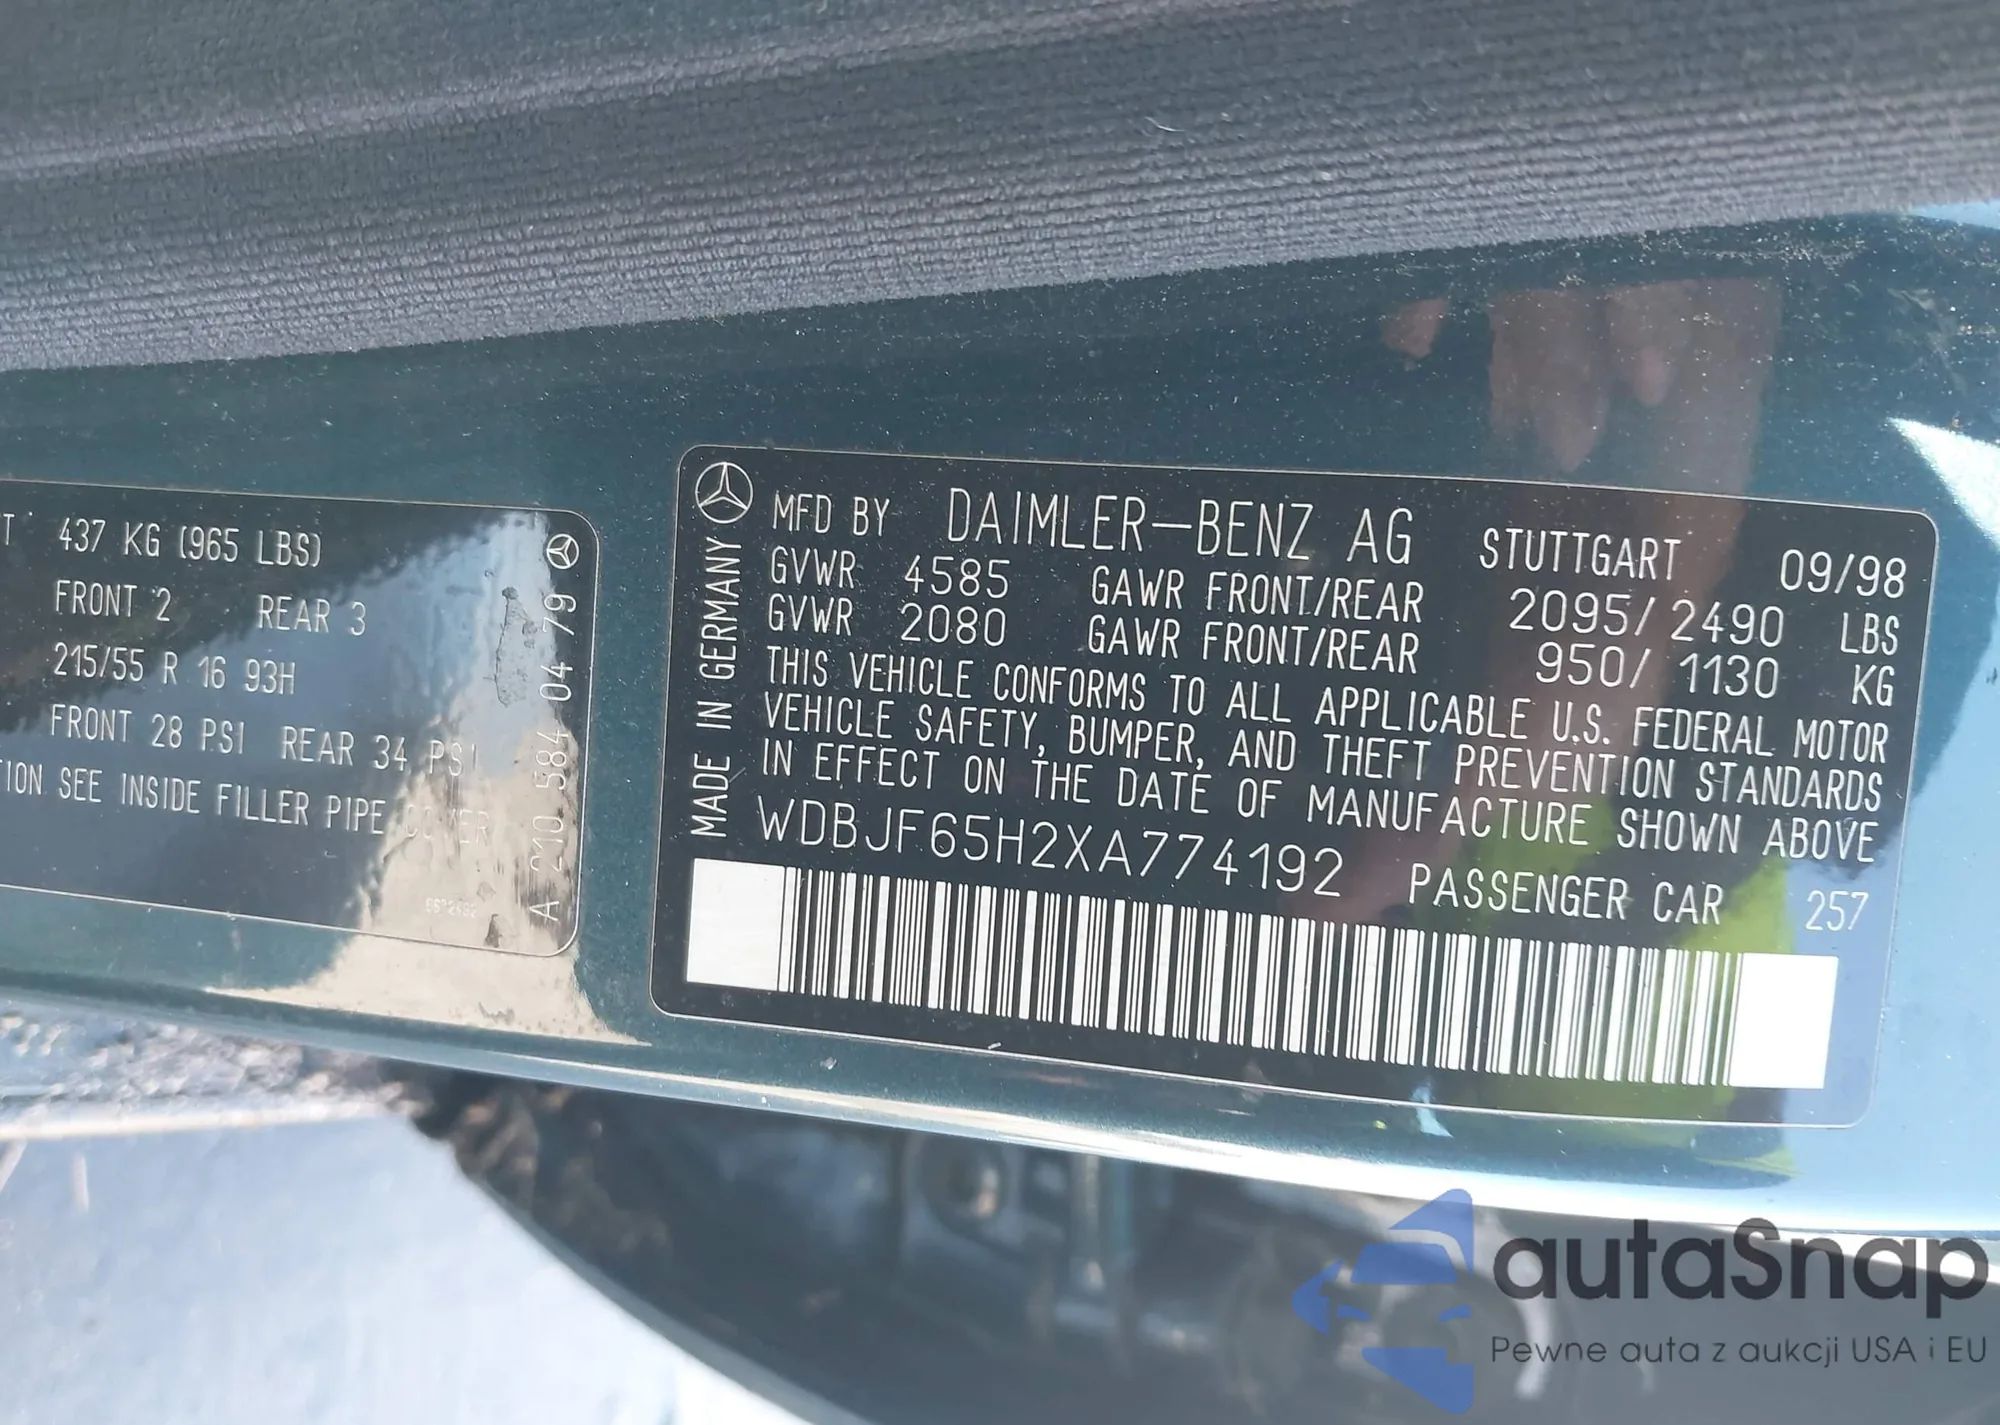 T 437 KG (965 LBS)
FRONT 2 REAR 3
215/55 R 16 93H
FRONT 28 PSI REAR 34 PSI
TION SEE INSIDE FILLER PIPE COVER
A 210 584 04 79
MFD BY DAIMLER-BENZ AG STUTTGART 09/98
GVWR 4585 GAWR FRONT/REAR 2095/2490 LBS
GVWR 2080 GAWR FRONT/REAR 950/1130 KG
THIS VEHICLE CONFORMS TO ALL APPLICABLE U.S. FEDERAL MOTOR
VEHICLE SAFETY, BUMPER, AND THEFT PREVENTION STANDARDS
IN EFFECT ON THE DATE OF MANUFACTURE SHOWN ABOVE
WDBJF65H2XA774192 PASSENGER CAR 257
MADE IN GERMANY
autaSnap
Pewne auta z aukcji USA i EU